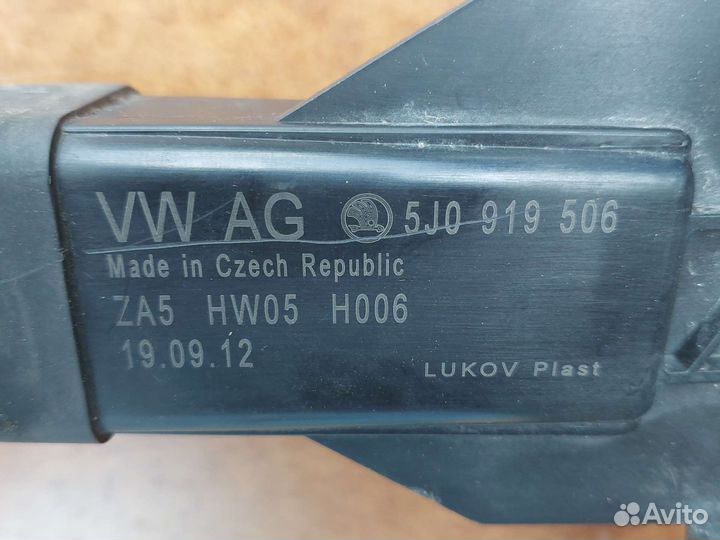 VW AG 5J0 919 506
Made in Czech Republic
ZA5 HW05 H006
19.09.12
LUKOV Plast
Avito